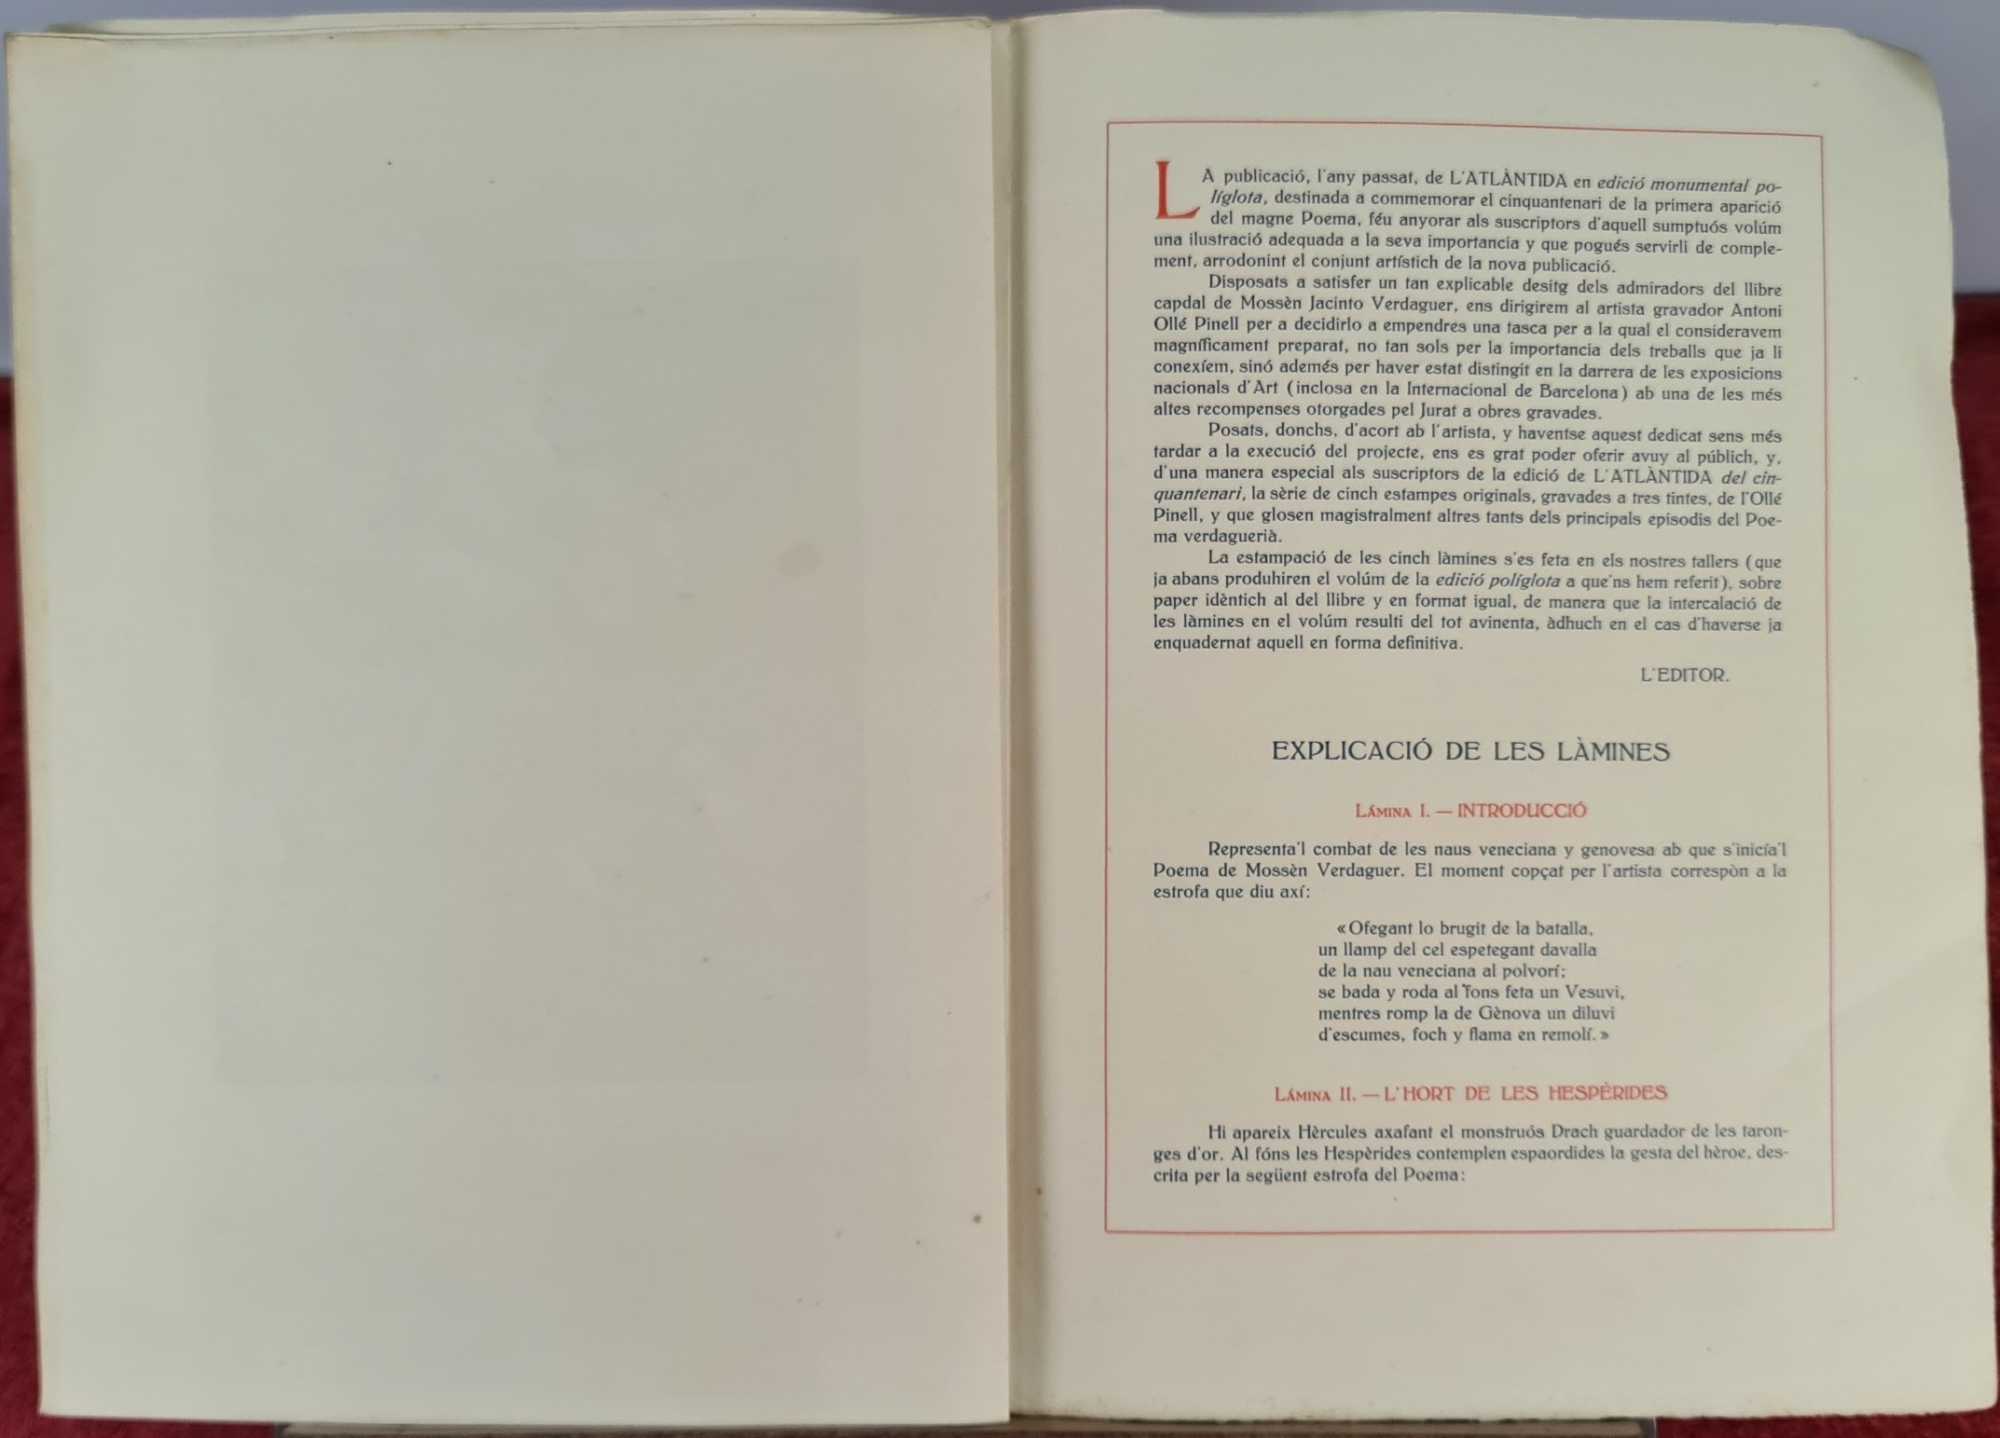 LA publicació, l'any passat, de L'ATLÀNTIDA en edició monumental po-
líglota, destinada a commemorar el cinquantenari de la primera aparició
del magne Poema, féu anyorar als suscriptors d'aquell sumptuós volúm
una ilustració adequada a la seva importancia y que pogués servirli de comple-
ment, arrodonint el conjunt artístich de la nova publicació.
Disposats a satisfer un tan explicable desitg dels admiradors del llibre
capdal de Mossèn Jacinto Verdaguer, ens dirigirem al artista gravador Antoni
Ollé Pinell per a decidirlo a empendres una tasca per a la qual el consideravem
magníficament preparat, no tan sols per la importancia dels treballs que ja li
conexíem, sinó ademés per haver estat distingit en la darrera de les exposicions
nacionals d'Art (inclosa en la Internacional de Barcelona) ab una de les més
altes recompenses otorgades pel Jurat a obres gravades.
Posats, donchs, d'acort ab l'artista, y haventse aquest dedicat sens més
tardar a la execució del projecte, ens es grat poder oferir avuy al públich, y,
d'una manera especial als suscriptors de la edició de L'ATLÀNTIDA del cin-
quantenari, la sèrie de cinch estampes originals, gravades a tres tintes, de l'Ollé
Pinell, y que glosen magistralment altres tants dels principals episodis del Poe-
ma verdaguerià.
La estampació de les cinch làmines s'es feta en els nostres tallers (que
ja abans produhiren el volúm de la edició políglota a que'ns hem referit), sobre
paper idèntich al del llibre y en format igual, de manera que la intercalació de
les làmines en el volúm resulti del tot avinenta, àdhuch en el cas d'haverse ja
enquadernat aquell en forma definitiva.
L'EDITOR.
EXPLICACIÓ DE LES LÀMINES
LÁMINA I. — INTRODUCCIÓ
Representa'l combat de les naus veneciana y genovesa ab que s'inicía'l
Poema de Mossèn Verdaguer. El moment copçat per l'artista correspòn a la
estrofa que diu axí:
«Ofegant lo brugit de la batalla,
un llamp del cel espetegant davalla
de la nau veneciana al polvorí;
se bada y roda al fons feta un Vesuvi,
mentres romp la de Gènova un diluvi
d'escumes, foch y flama en remolí.»
LÁMINA II. — L'HORT DE LES HESPÈRIDES
Hi apareix Hèrcules axafant el monstruós Drach guardador de les taron-
ges d'or. Al fóns les Hespèrides contemplen espaordides la gesta del hèroe, des-
crita per la següent estrofa del Poema: